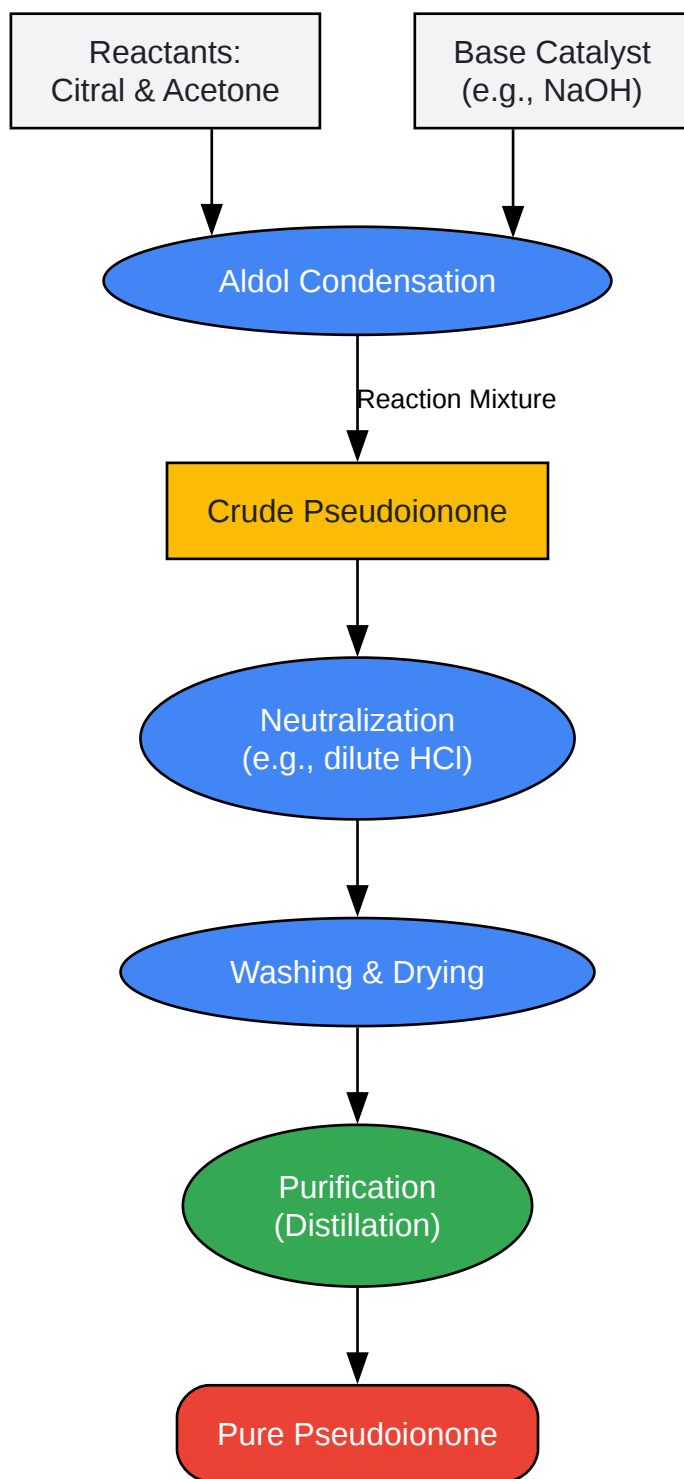 Reactants:
Citral & Acetone
Base Catalyst
(e.g., NaOH)
Aldol Condensation
Reaction Mixture
Crude Pseudoionone
Neutralization
(e.g., dilute HCl)
Washing & Drying
Purification
(Distillation)
Pure Pseudoionone